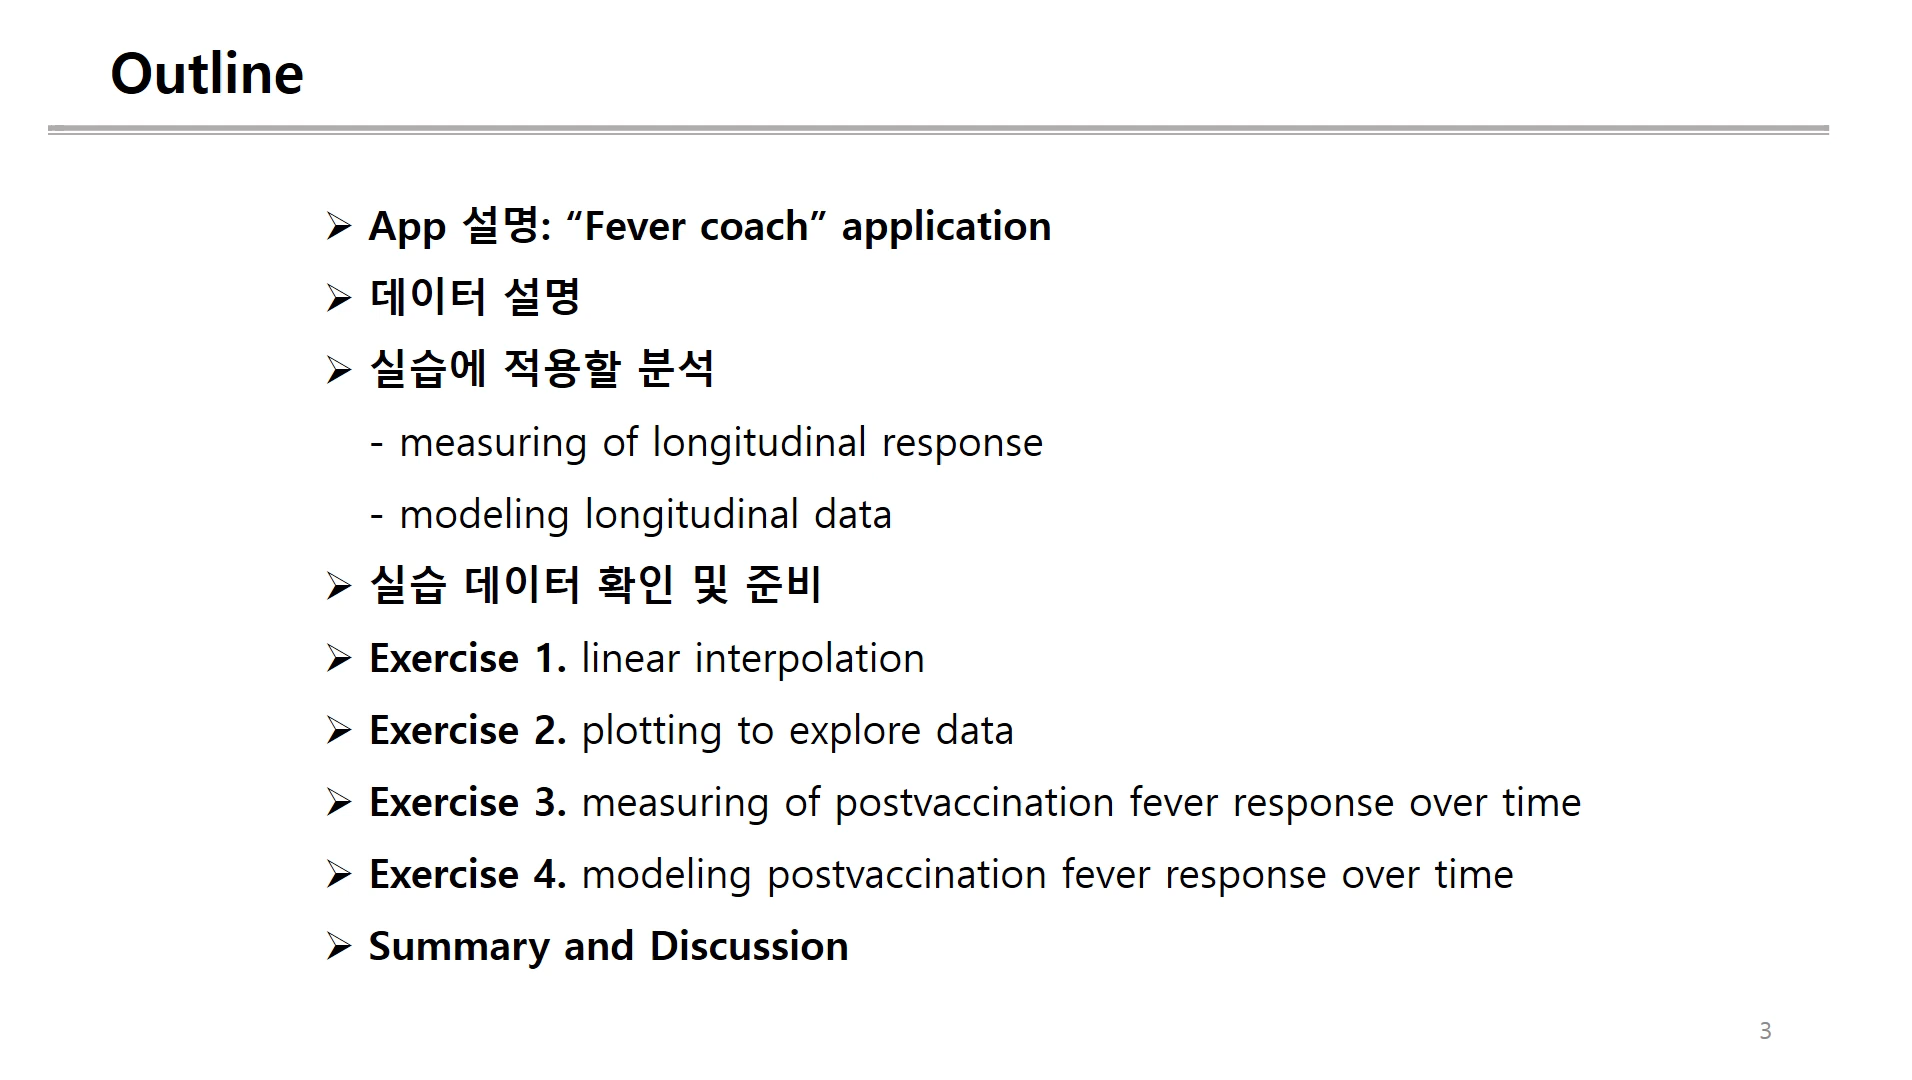 Outline
➢ App 설명: “Fever coach” application
➢ 데이터 설명
➢ 실습에 적용할 분석
- measuring of longitudinal response
- modeling longitudinal data
➢ 실습 데이터 확인 및 준비
➢ Exercise 1. linear interpolation
➢ Exercise 2. plotting to explore data
➢ Exercise 3. measuring of postvaccination fever response over time
➢ Exercise 4. modeling postvaccination fever response over time
➢ Summary and Discussion
3